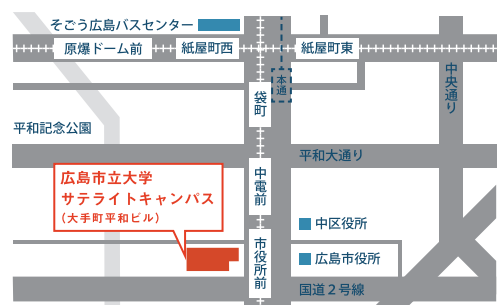 そごう広島バスセンター
原爆ドーム前
紙屋町西
紙屋町東
本通
袋町
中央通り
平和記念公園
平和大通り
広島市立大学
サテライトキャンパス
（大手町平和ビル）
中電前
中区役所
市役所前
広島市役所
国道２号線